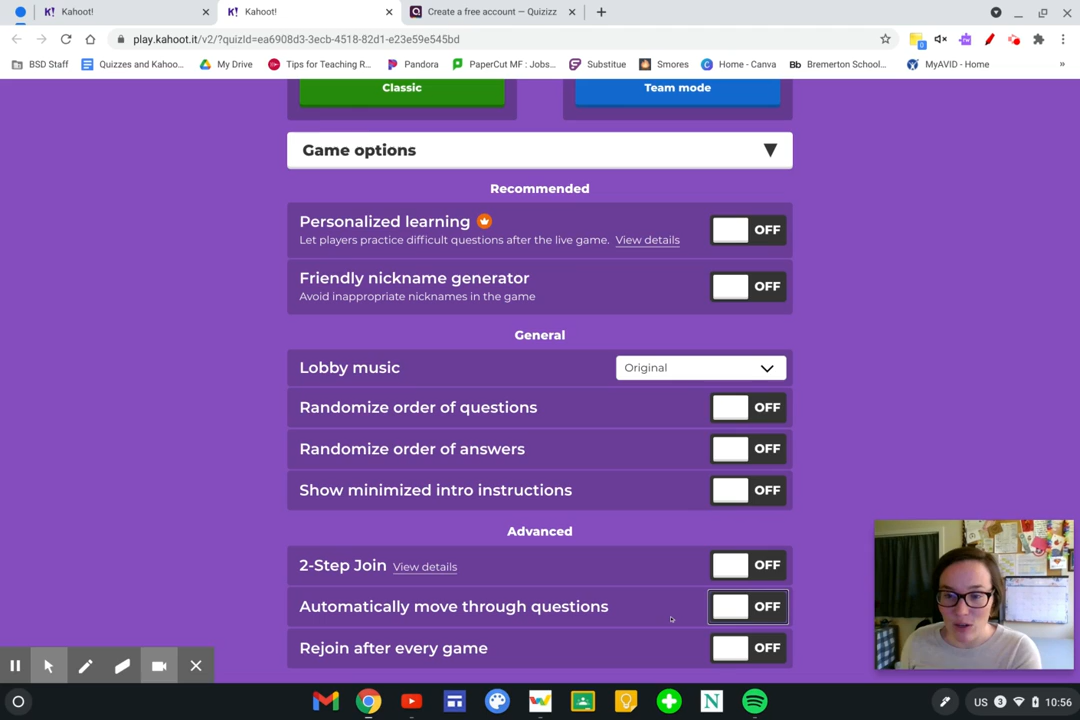 K! Kahoot!
K! Kahoot!
Create a free account — Quizizz
play.kahoot.it/v2/?quizId=ea6908d3-3ecb-4518-82d1-e23e59e545bd
BSD Staff
Quizzes and Kahoo...
My Drive
Tips for Teaching R...
Pandora
PaperCut MF : Jobs...
Substitue
Smores
Home - Canva
Bb Bremerton School...
MyAVID - Home
»
Classic
Team mode
Game options
Recommended
Personalized learning
OFF
Let players practice difficult questions after the live game. View details
Friendly nickname generator
OFF
Avoid inappropriate nicknames in the game
General
Lobby music
Original
Randomize order of questions
OFF
Randomize order of answers
OFF
Show minimized intro instructions
OFF
Advanced
2-Step Join View details
OFF
Automatically move through questions
OFF
Rejoin after every game
OFF
US 3 10:56